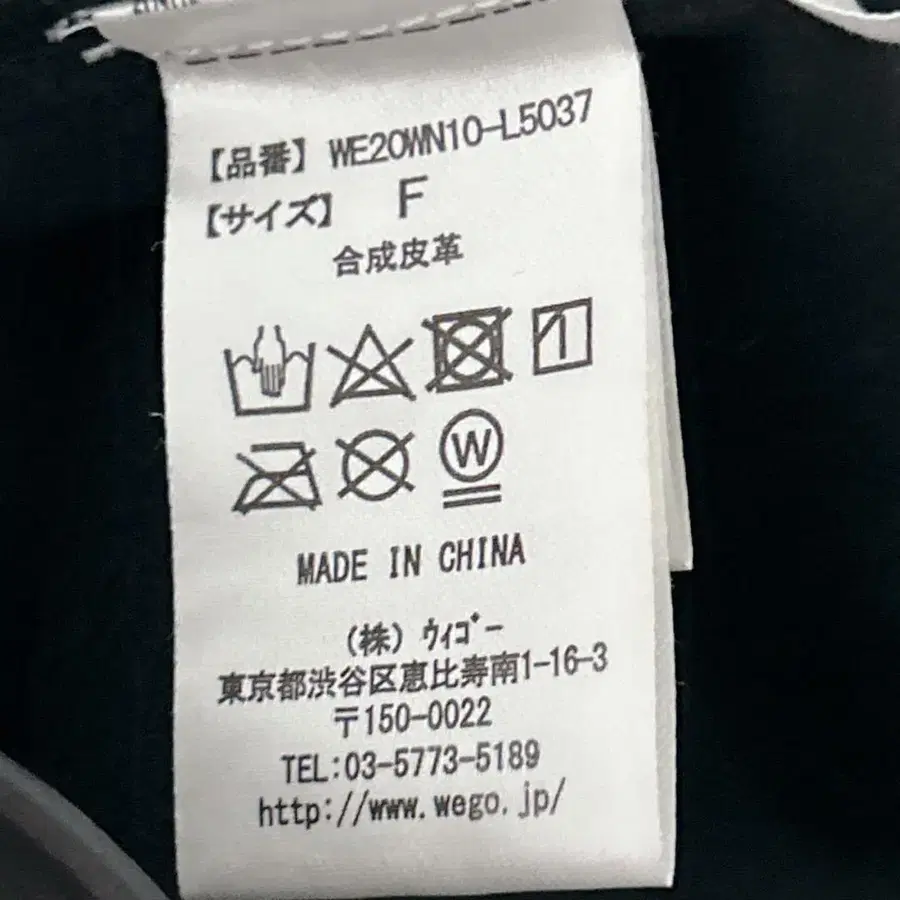 【品番】WE20WN10-L5037
【サイズ】 F
合成皮革
W
MADE IN CHINA
(株) ウィゴー
東京都渋谷区恵比寿南1-16-3
〒150-0022
TEL:03-5773-5189
http://www.wego.jp/